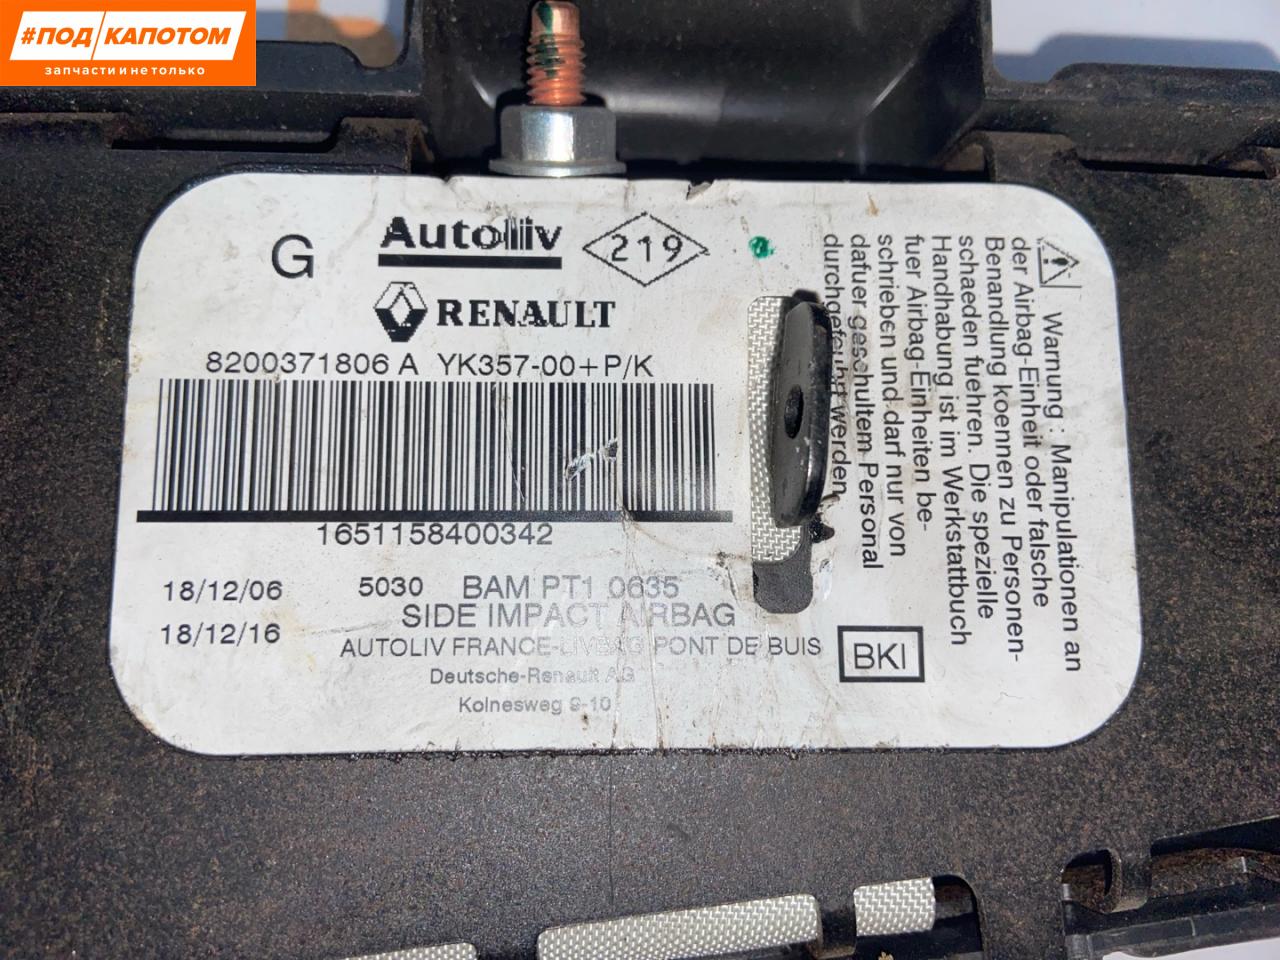 #ПОДКАПОТОМ
запчасти и не только
G
Autoliv
219
RENAULT
8200371806 A YK357-00+P/K
1651158400342
18/12/06 5030 BAM PT1 0635
SIDE IMPACT AIRBAG
18/12/16
AUTOLIV FRANCE-LIVBAG PONT DE BUIS
Deutsche-Renault AG
Kolnesweg 9-10
BKI
Warnung : Manipulationen an
der Airbag-Einheit oder falsche
Benandlung koennen zu Personen-
schaeden fuehren. Die spezielle
Handhabung ist im Werkstattbuch
fuer Airbag-Einheiten be-
schrieben und darf nur von
dafuer geschultem Personal
durchgefeuhrt werden.